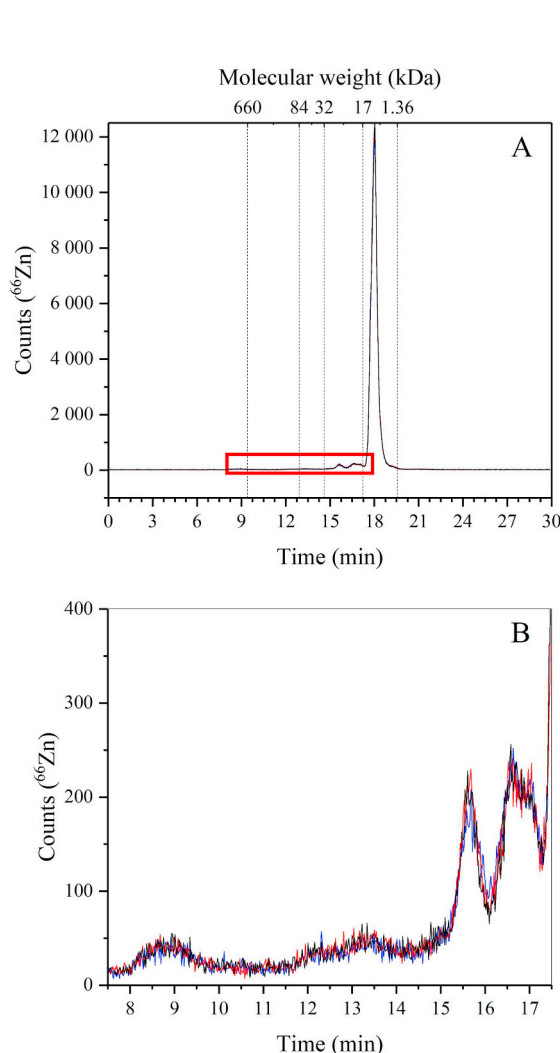 Molecular weight (kDa)
660 84 32 17 1.36
A
12 000
10 000
8 000
6 000
4 000
2 000
0
Counts (⁶⁶Zn)
0 3 6 9 12 15 18 21 24 27 30
Time (min)
B
400
300
200
100
0
Counts (⁶⁶Zn)
8 9 10 11 12 13 14 15 16 17
Time (min)